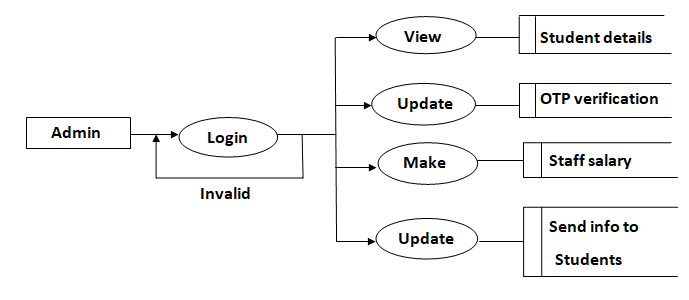 View
Student details
Update
OTP verification
Admin
Login
Make
Staff salary
Invalid
Update
Send info to
Students